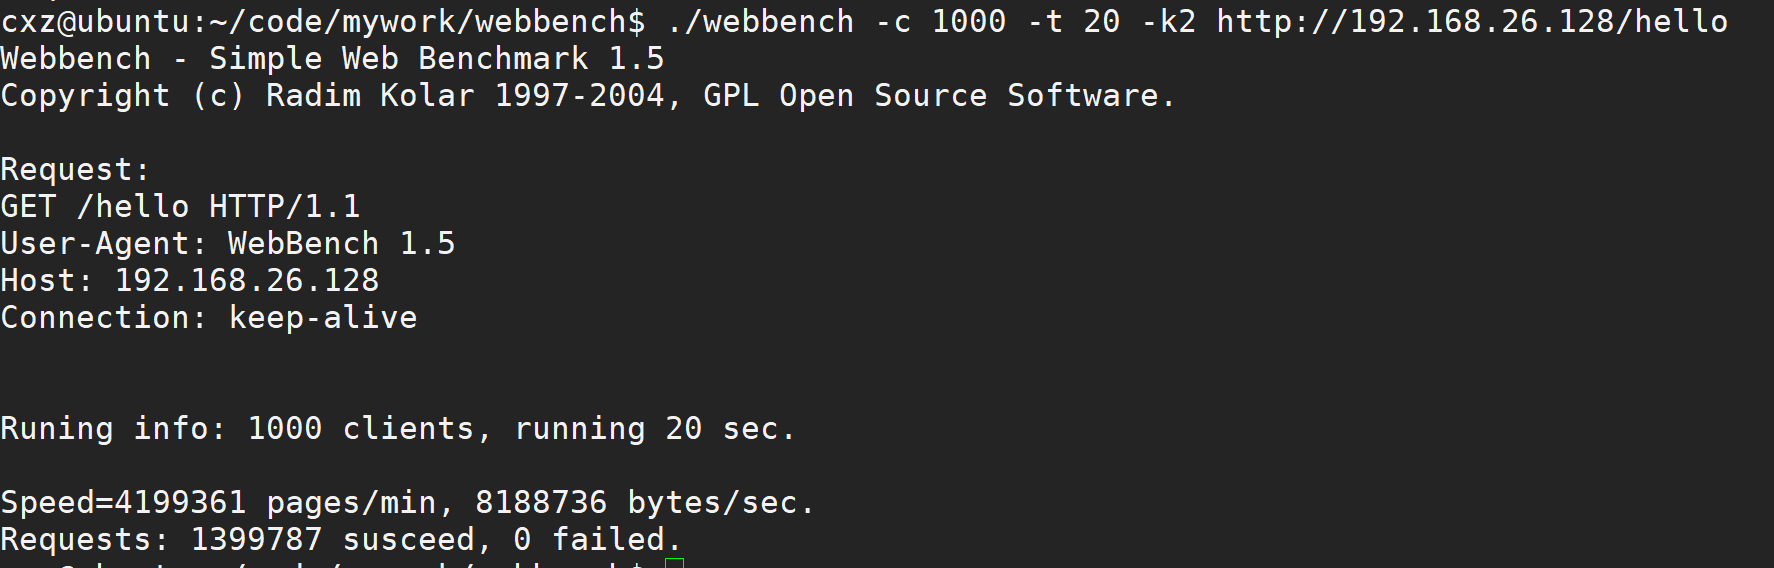 cxz@ubuntu:~/code/mywork/webbench$ ./webbench -c 1000 -t 20 -k2 http://192.168.26.128/hello
Webbench - Simple Web Benchmark 1.5
Copyright (c) Radim Kolar 1997-2004, GPL Open Source Software.
Request:
GET /hello HTTP/1.1
User-Agent: WebBench 1.5
Host: 192.168.26.128
Connection: keep-alive
Runing info: 1000 clients, running 20 sec.
Speed=4199361 pages/min, 8188736 bytes/sec.
Requests: 1399787 susceed, 0 failed.